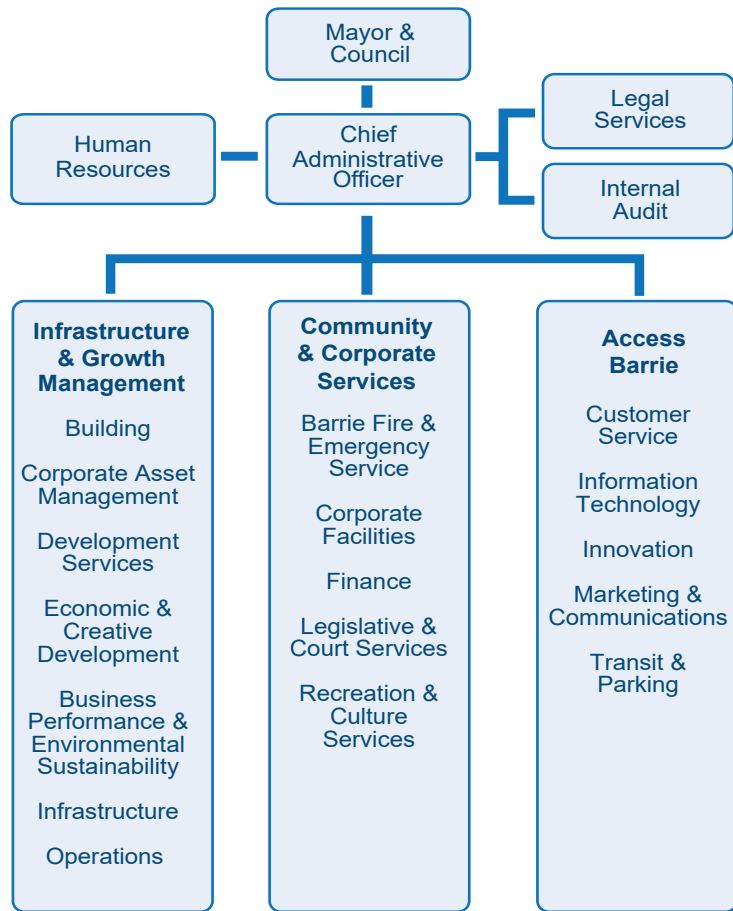 Mayor &
Council
Human
Resources
Chief
Administrative
Officer
Legal
Services
Internal
Audit
Infrastructure
& Growth
Management
Building
Corporate Asset
Management
Development
Services
Economic &
Creative
Development
Business
Performance &
Environmental
Sustainability
Infrastructure
Operations
Community
& Corporate
Services
Barrie Fire &
Emergency
Service
Corporate
Facilities
Finance
Legislative &
Court Services
Recreation &
Culture
Services
Access
Barrie
Customer
Service
Information
Technology
Innovation
Marketing &
Communications
Transit &
Parking